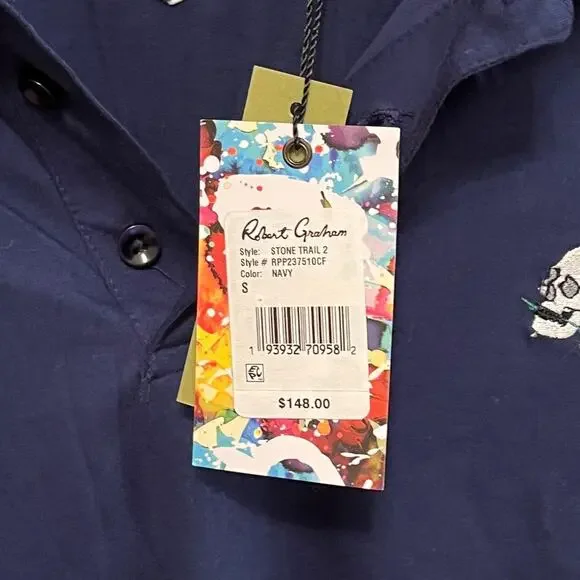 Robert Graham
Style: STONE TRAIL 2
Style # RPP237510CF
Color: NAVY
S
1 93932 70958 2
$148.00